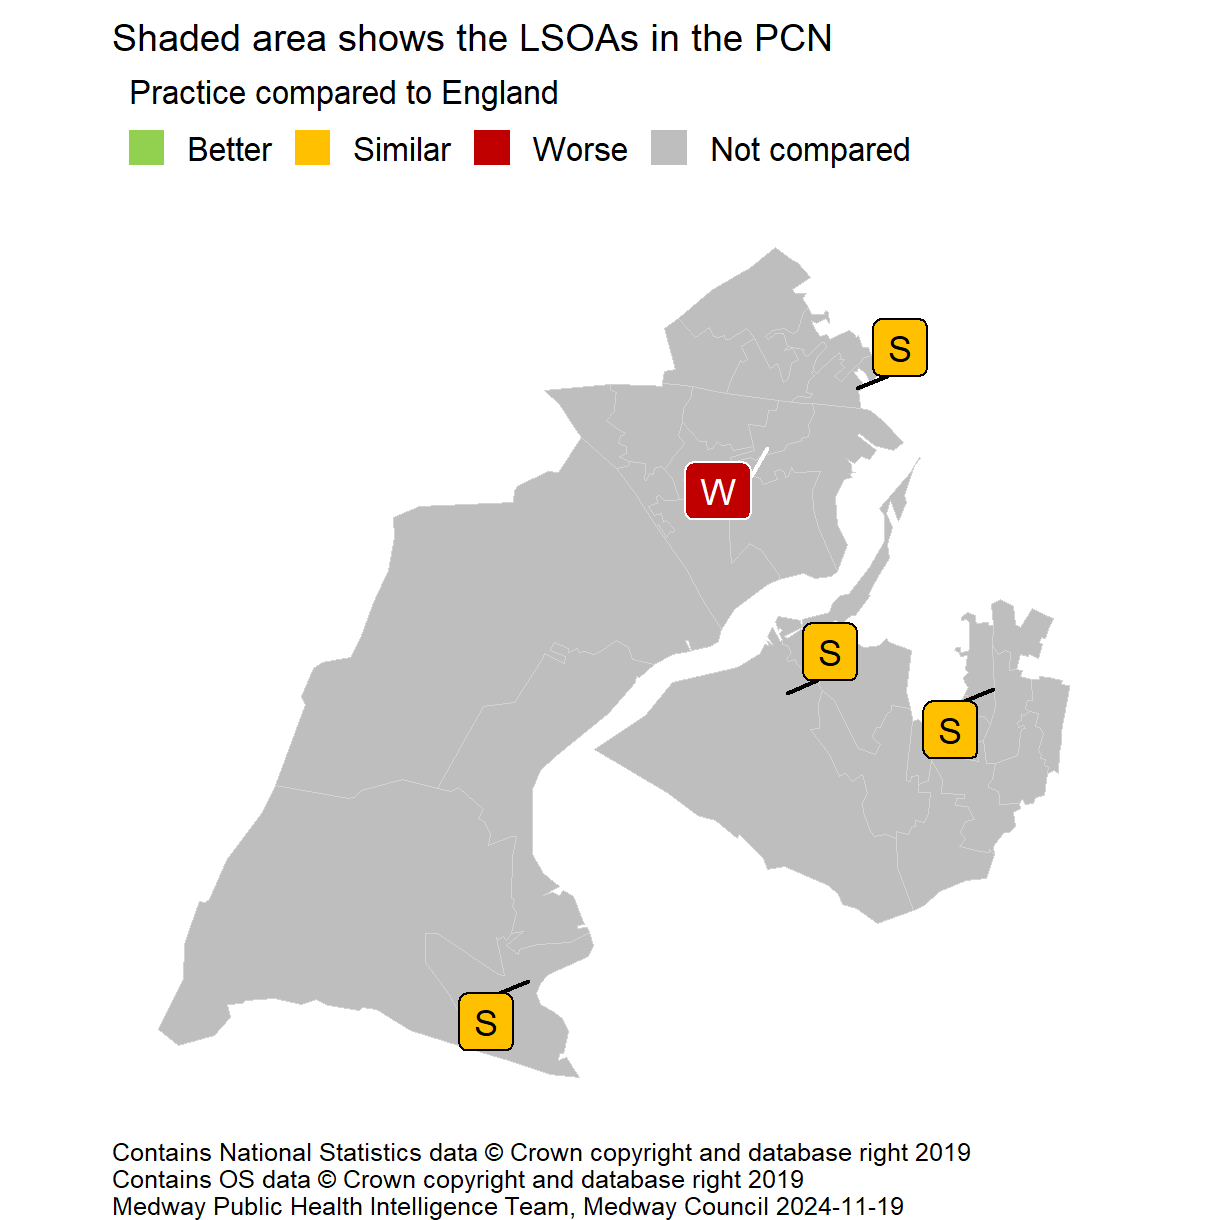 Shaded area shows the LSOAs in the PCN
Practice compared to England
Better Similar Worse Not compared
S
W
S
S
S
Contains National Statistics data © Crown copyright and database right 2019
Contains OS data © Crown copyright and database right 2019
Medway Public Health Intelligence Team, Medway Council 2024-11-19